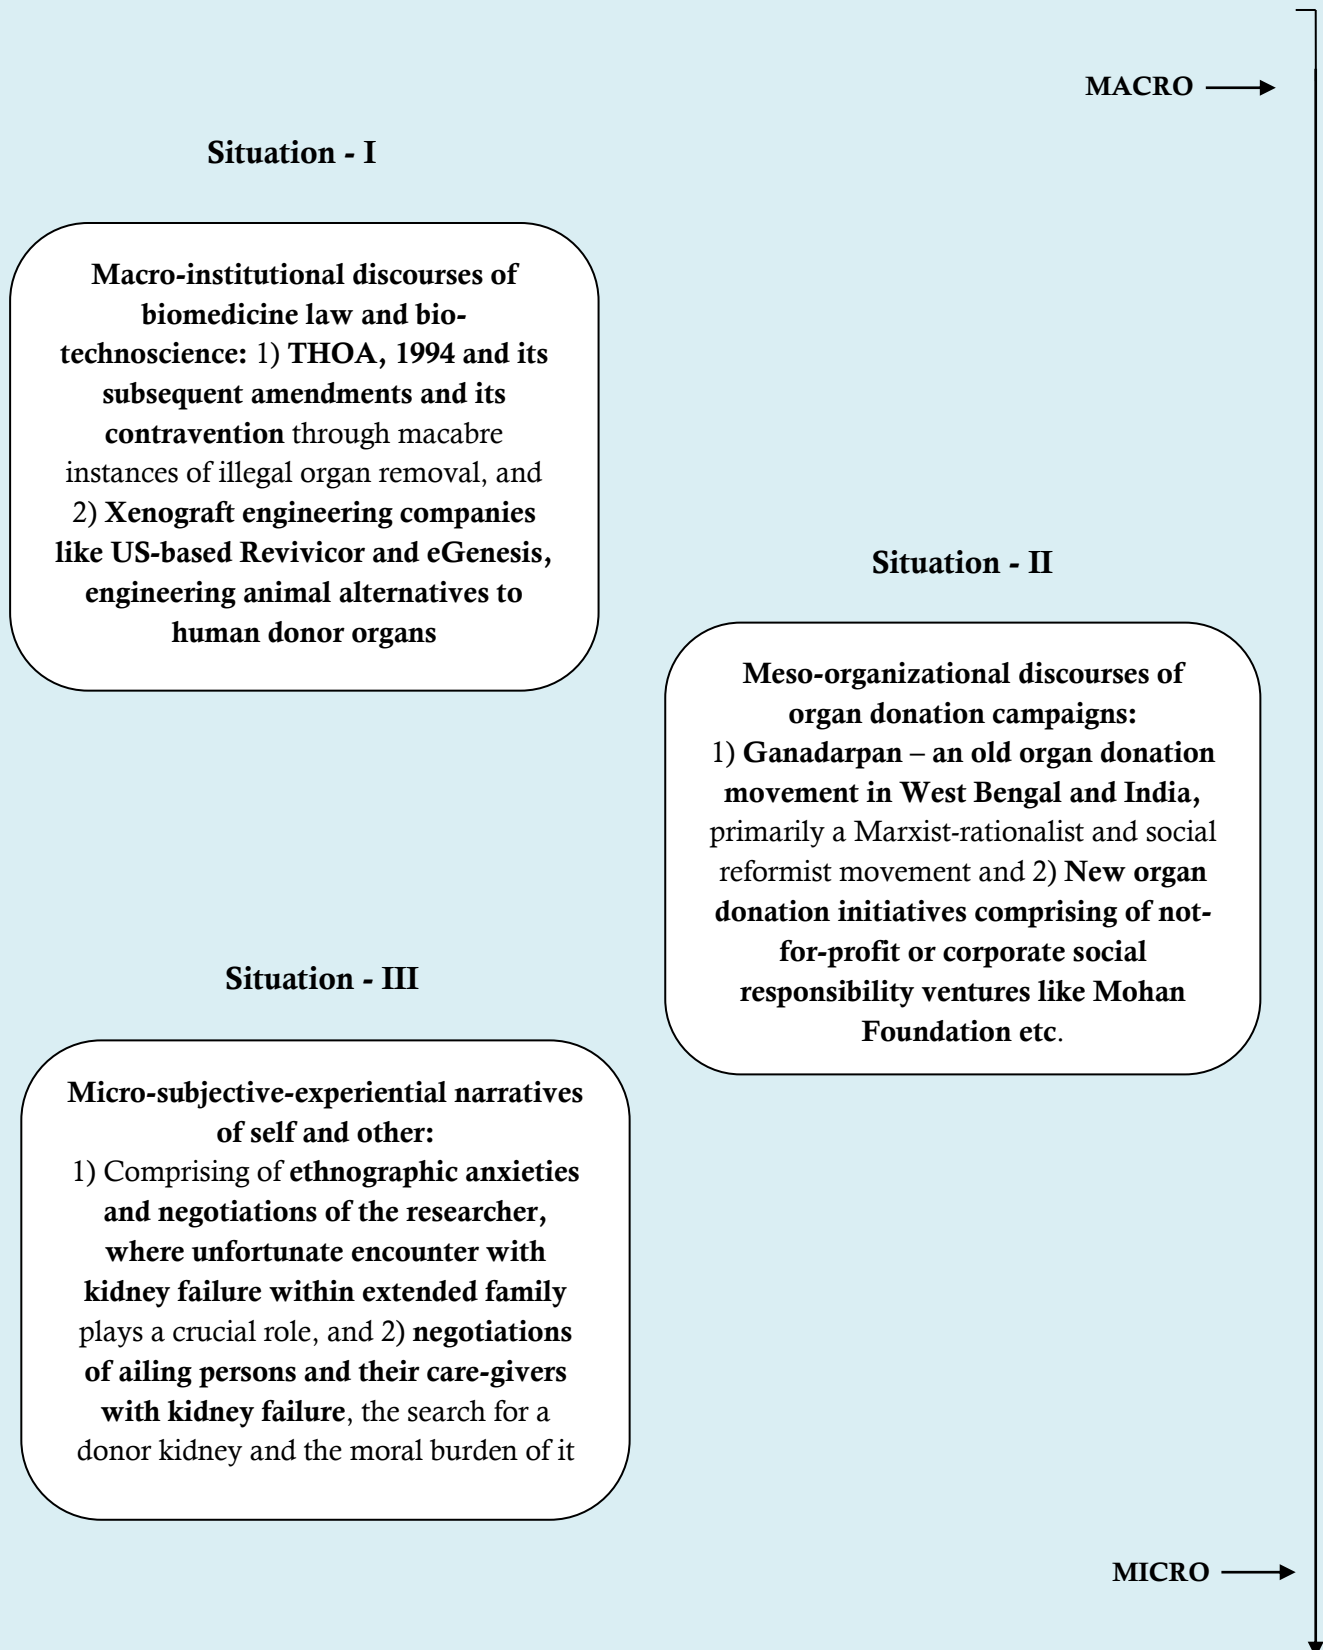 MACRO
Situation - I
Macro-institutional discourses of
biomedicine law and bio-
technoscience: 1) THOA, 1994 and its
subsequent amendments and its
contravention through macabre
instances of illegal organ removal, and
2) Xenograft engineering companies
like US-based Revivicor and eGenesis,
engineering animal alternatives to
human donor organs
Situation - II
Meso-organizational discourses of
organ donation campaigns:
1) Ganadarpan – an old organ donation
movement in West Bengal and India,
primarily a Marxist-rationalist and social
reformist movement and 2) New organ
donation initiatives comprising of not-
for-profit or corporate social
responsibility ventures like Mohan
Foundation etc.
Situation - III
Micro-subjective-experiential narratives
of self and other:
1) Comprising of ethnographic anxieties
and negotiations of the researcher,
where unfortunate encounter with
kidney failure within extended family
plays a crucial role, and 2) negotiations
of ailing persons and their care-givers
with kidney failure, the search for a
donor kidney and the moral burden of it
MICRO